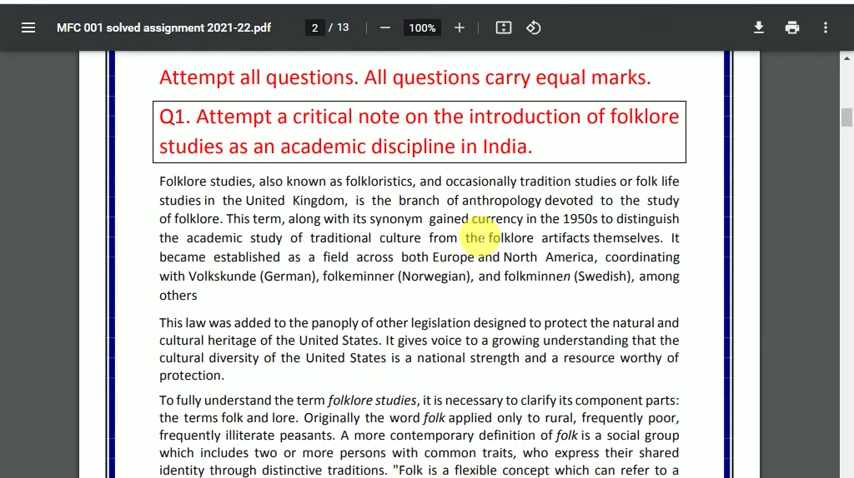 MFC 001 solved assignment 2021-22.pdf
2 / 13
100%
Attempt all questions. All questions carry equal marks.
Q1. Attempt a critical note on the introduction of folklore
studies as an academic discipline in India.
Folklore studies, also known as folkloristics, and occasionally tradition studies or folk life
studies in the United Kingdom, is the branch of anthropology devoted to the study
of folklore. This term, along with its synonym gained currency in the 1950s to distinguish
the academic study of traditional culture from the folklore artifacts themselves. It
became established as a field across both Europe and North America, coordinating
with Volkskunde (German), folkeminner (Norwegian), and folkminnen (Swedish), among
others
This law was added to the panoply of other legislation designed to protect the natural and
cultural heritage of the United States. It gives voice to a growing understanding that the
cultural diversity of the United States is a national strength and a resource worthy of
protection.
To fully understand the term folklore studies, it is necessary to clarify its component parts:
the terms folk and lore. Originally the word folk applied only to rural, frequently poor,
frequently illiterate peasants. A more contemporary definition of folk is a social group
which includes two or more persons with common traits, who express their shared
identity through distinctive traditions. "Folk is a flexible concept which can refer to a